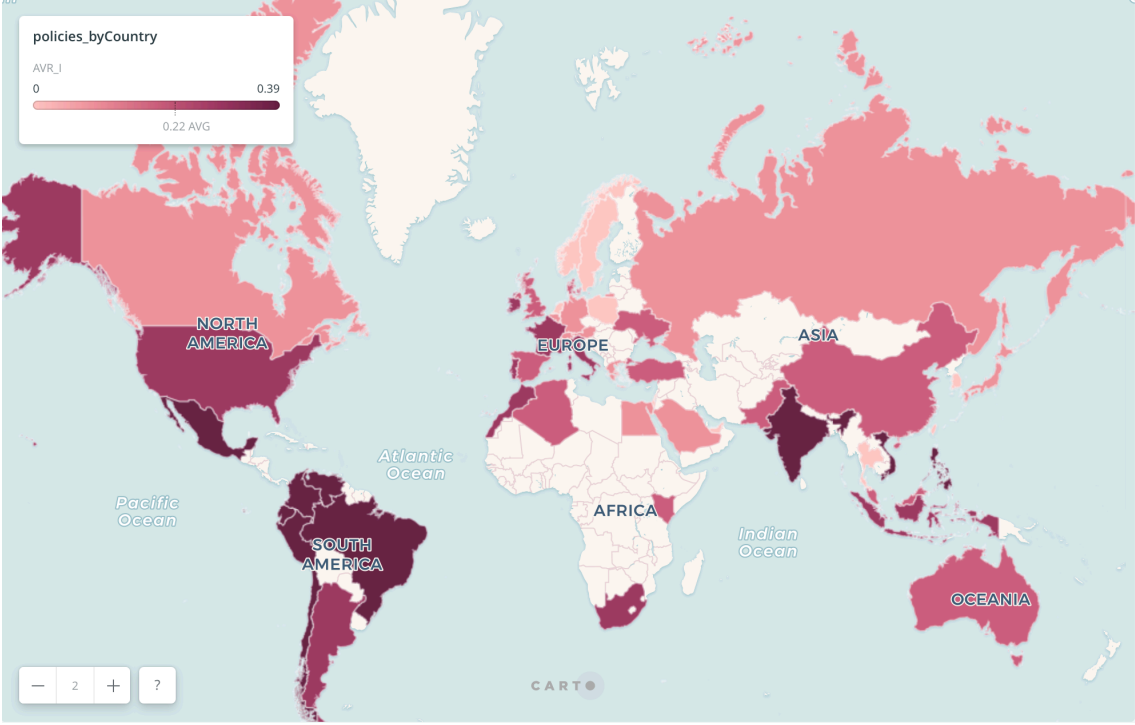 policies_byCountry
AVR_I
0 0.39
0.22 AVG
NORTH
AMERICA
EUROPE
ASIA
Atlantic
Ocean
Pacific
Ocean
AFRICA
Indian
Ocean
SOUTH
AMERICA
OCEANIA
− 2 + ?
CARTO